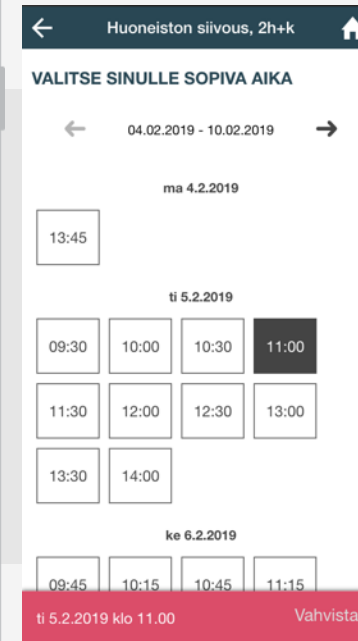 Huoneiston siivous, 2h+k
VALITSE SINULLE SOPIVA AIKA
04.02.2019 - 10.02.2019
ma 4.2.2019
13:45
ti 5.2.2019
09:30 10:00 10:30 11:00
11:30 12:00 12:30 13:00
13:30 14:00
ke 6.2.2019
09:45 10:15 10:45 11:15
ti 5.2.2019 klo 11.00 Vahvista